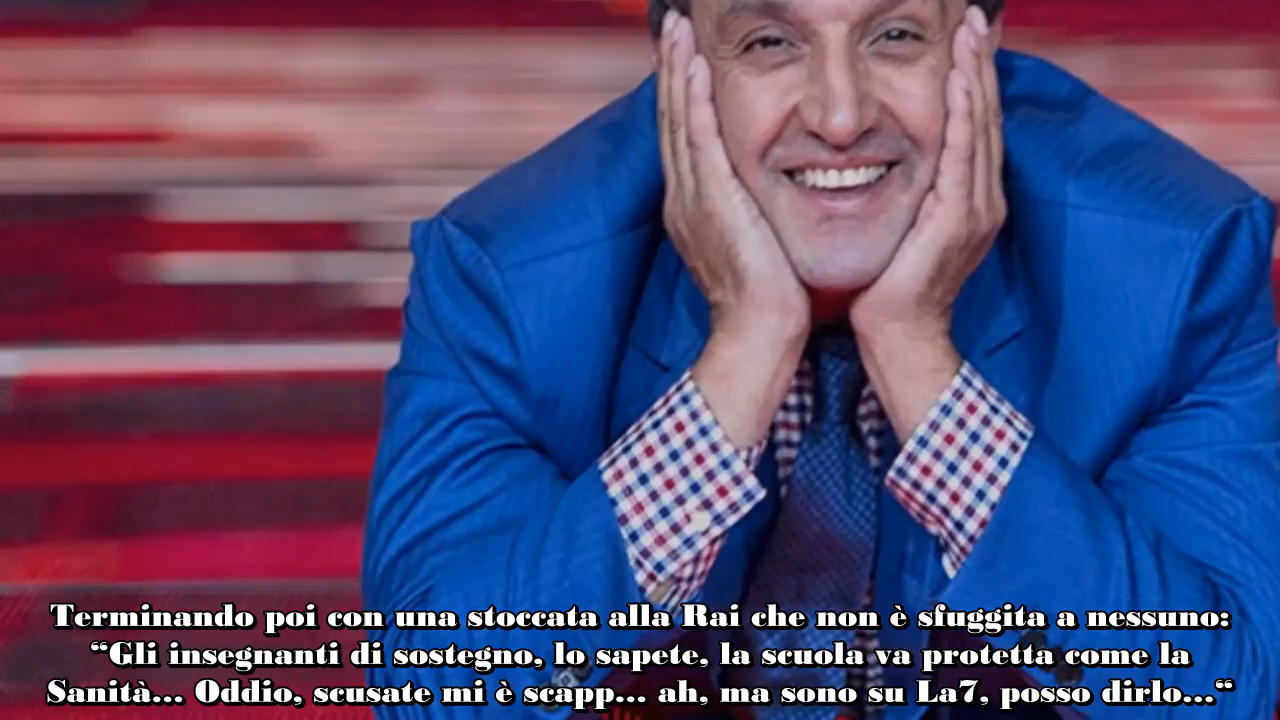 Terminando poi con una stoccata alla Rai che non è sfuggita a nessuno:
“Gli insegnanti di sostegno, lo sapete, la scuola va protetta come la
Sanità... Oddio, scusate mi è scapp... ah, ma sono su La7, posso dirlo...“